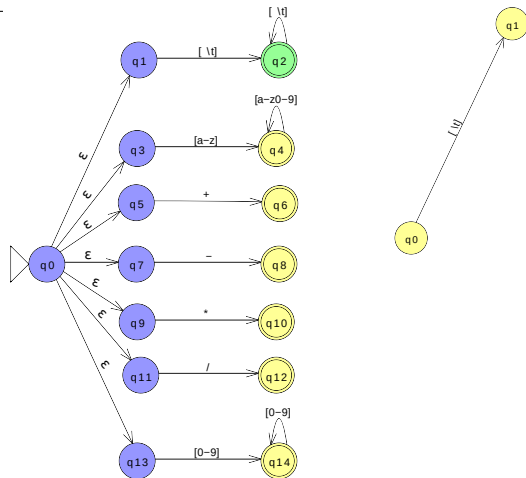 [ \t]
q1
q1 [ \t] q2
[ \t]
ε
[a−z0−9]
q3 [a−z] q4
ε
q5 + q6
ε
q0
q0 ε q7 − q8
ε
q9 * q10
ε
q11 / q12
ε
[0−9]
q13 [0−9] q14